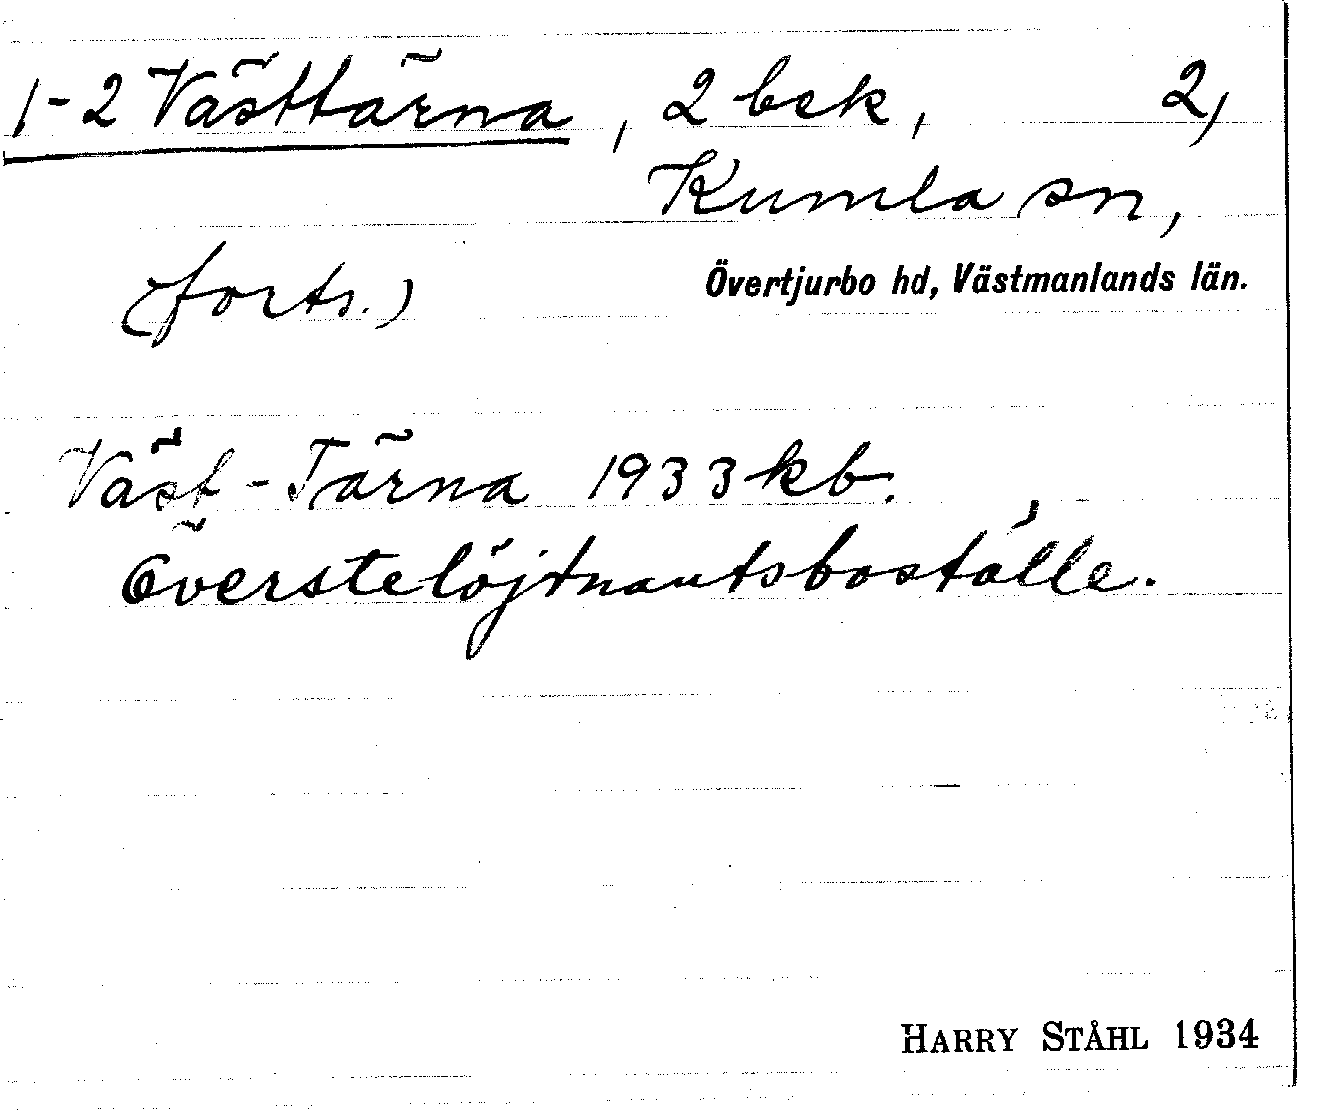 1-2 Västtärna, 2 bek, 2,
Kumla sn,
(forts.) Övertjurbo hd, Västmanlands län.
Väst-Tärna 1933 kb.
Överstelöjtnantsboställe.
HARRY STÅHL 1934